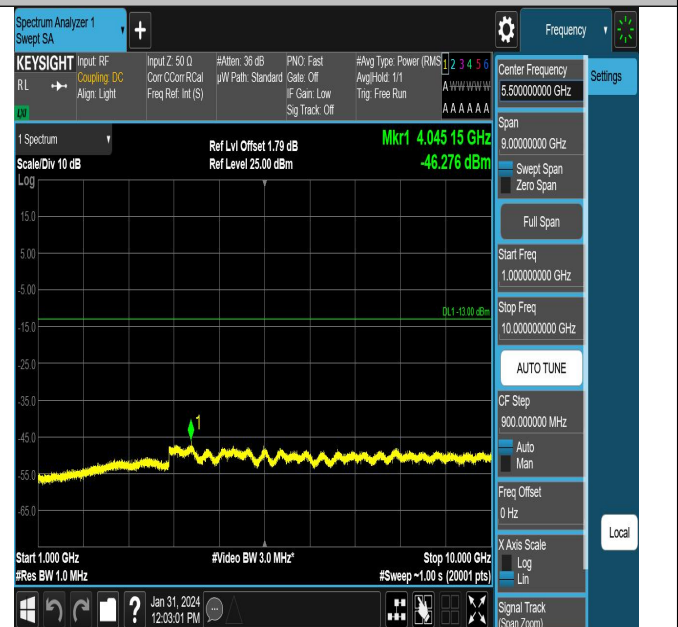 Spectrum Analyzer 1
Swept SA
Frequency
KEYSIGHT
RL
LXI
Input: RF
Coupling: DC
Align: Light
Input Z: 50 Ω
Corr CCorr RCal
Freq Ref: Int (S)
#Atten: 36 dB
µW Path: Standard
PNO: Fast
Gate: Off
IF Gain: Low
Sig Track: Off
#Avg Type: Power (RMS
Avg|Hold: 1/1
Trig: Free Run
1 2 3 4 5 6
A W W W W W
A A A A A A
1 Spectrum
Scale/Div 10 dB
Log
Ref Lvl Offset 1.79 dB
Ref Level 25.00 dBm
Mkr1 4.045 15 GHz
-46.276 dBm
15.0
5.00
-5.00
DL1 -13.00 dBm
-15.0
-25.0
-35.0
1
-45.0
-55.0
-65.0
Start 1.000 GHz
#Res BW 1.0 MHz
#Video BW 3.0 MHz*
Stop 10.000 GHz
#Sweep ~1.00 s (20001 pts)
?
Jan 31, 2024
12:03:01 PM
Center Frequency
5.500000000 GHz
Settings
Span
9.00000000 GHz
Swept Span
Zero Span
Full Span
Start Freq
1.000000000 GHz
Stop Freq
10.000000000 GHz
AUTO TUNE
CF Step
900.000000 MHz
Auto
Man
Freq Offset
0 Hz
Local
X Axis Scale
Log
Lin
Signal Track
(Span Zoom)